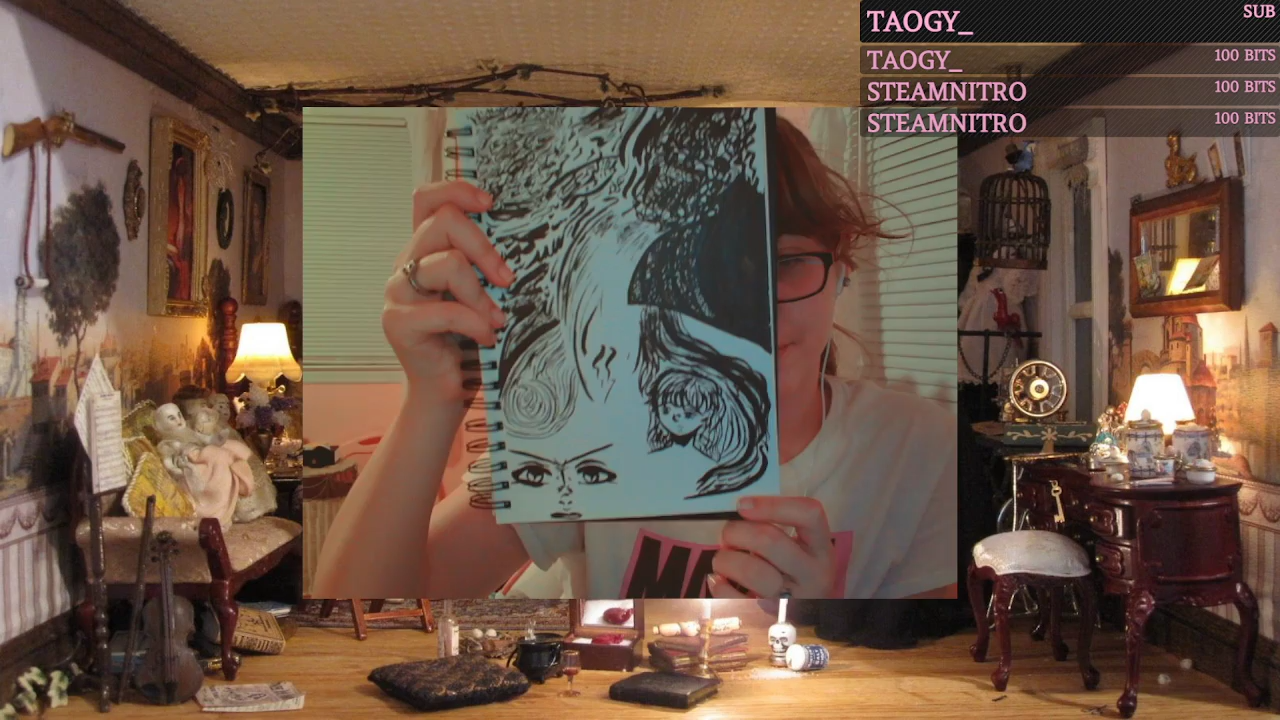 TAOGY_ SUB
TAOGY_ 100 BITS
STEAMNITRO 100 BITS
STEAMNITRO 100 BITS